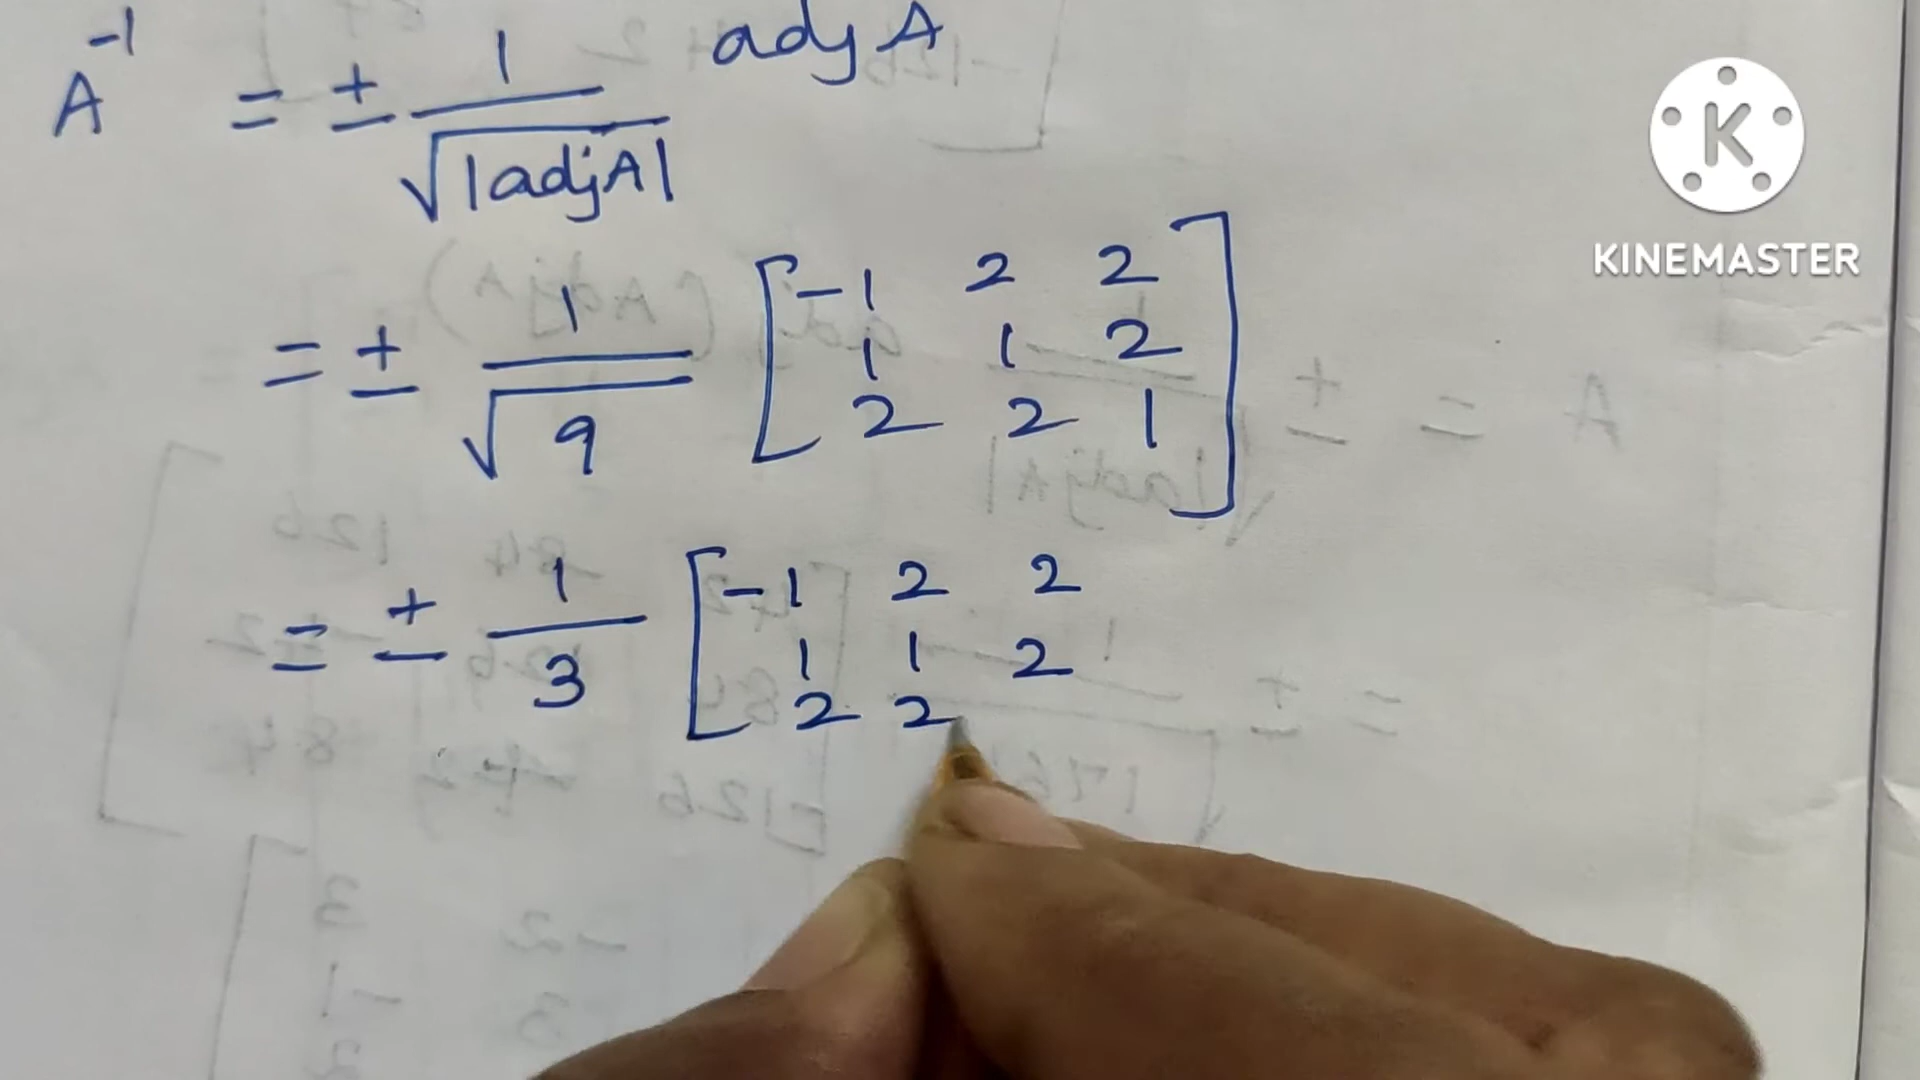 A⁻¹ = ± 1/√|adjA| adj A
= ± 1/√9 [-1 2 2
1 1 2
2 2 1]
= ± 1/3 [-1 2 2
1 1 2
2 2
KINEMASTER